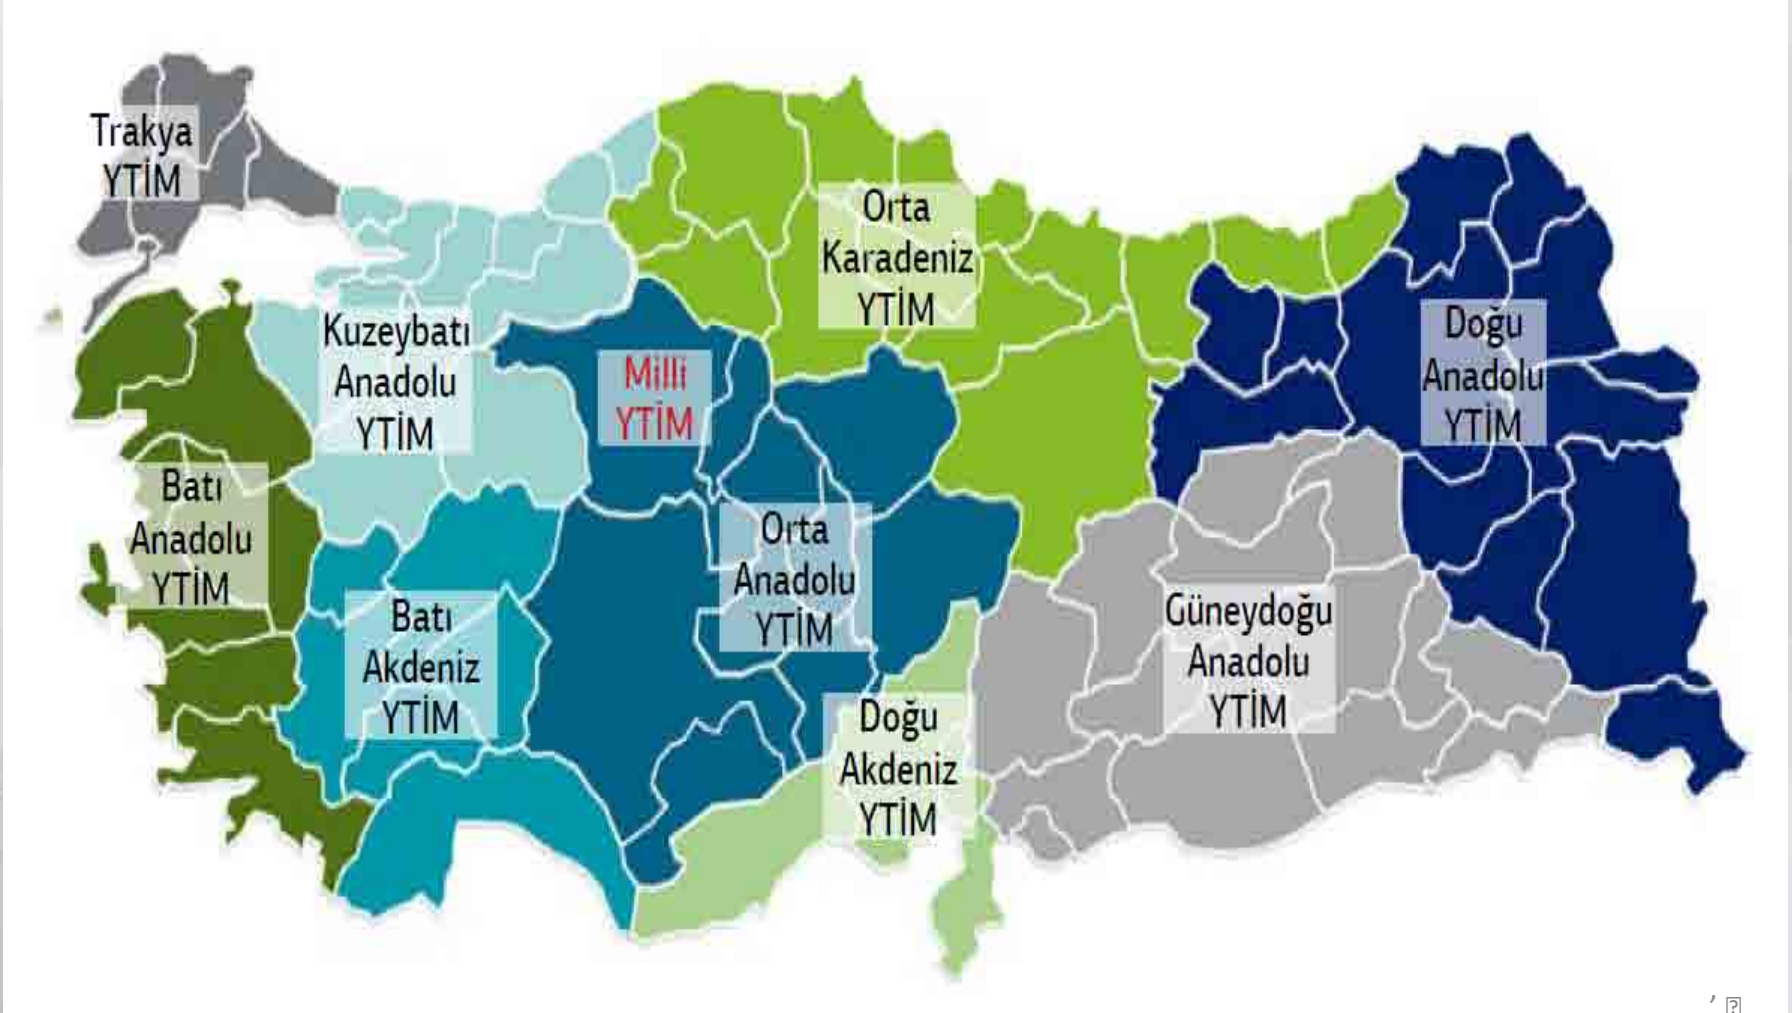 Trakya
YTİM
Orta
Karadeniz
YTİM
Kuzeybatı
Anadolu
YTİM
Milli
YTİM
Doğu
Anadolu
YTİM
Batı
Anadolu
YTİM
Orta
Anadolu
YTİM
Batı
Akdeniz
YTİM
Güneydoğu
Anadolu
YTİM
Doğu
Akdeniz
YTİM